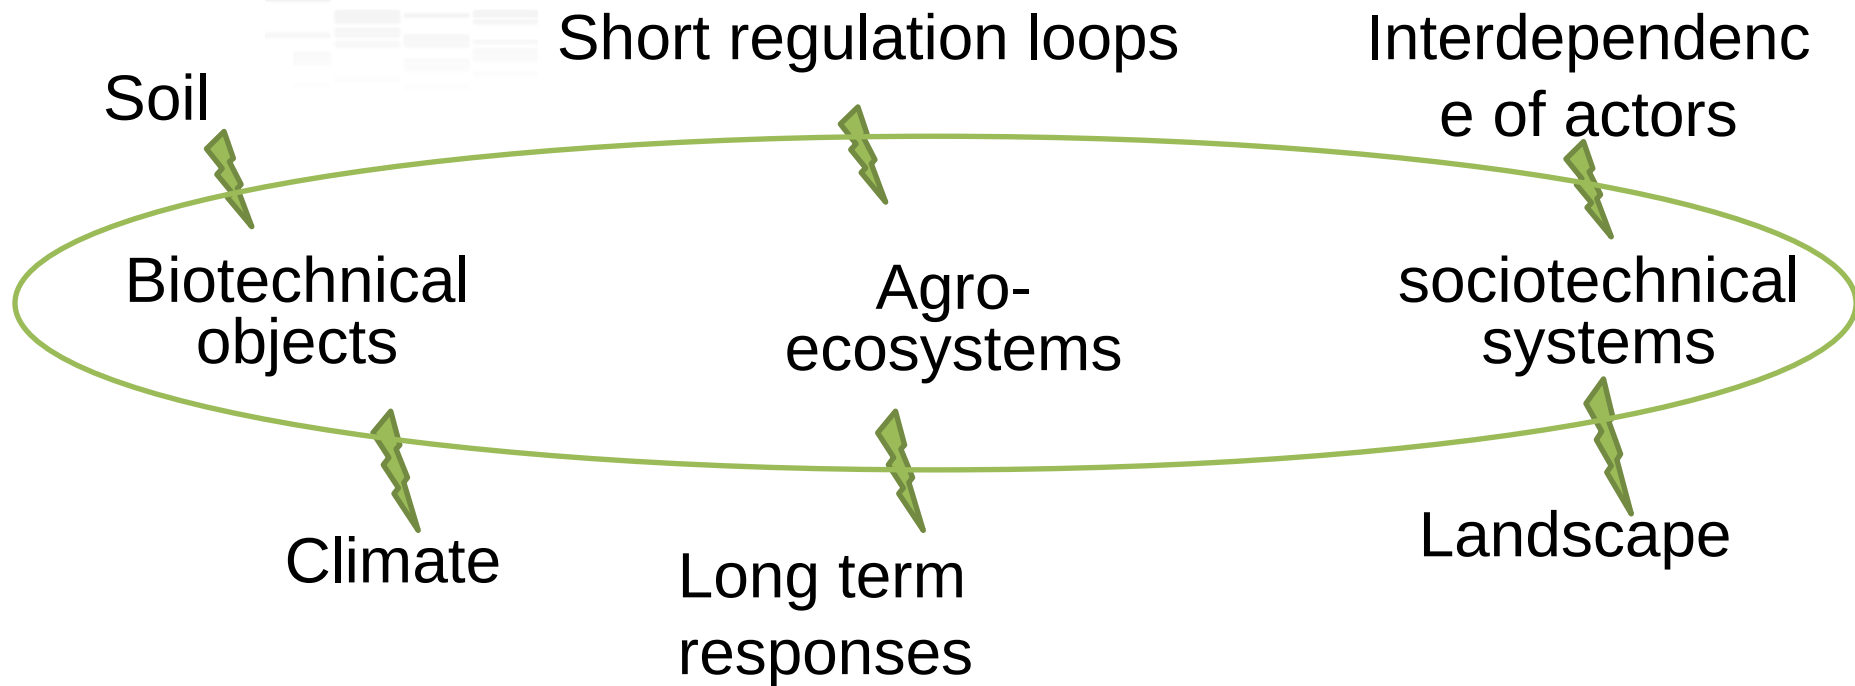 Short regulation loops
Interdependenc
e of actors
Soil
Biotechnical
objects
Agro-
ecosystems
sociotechnical
systems
Climate
Long term
responses
Landscape